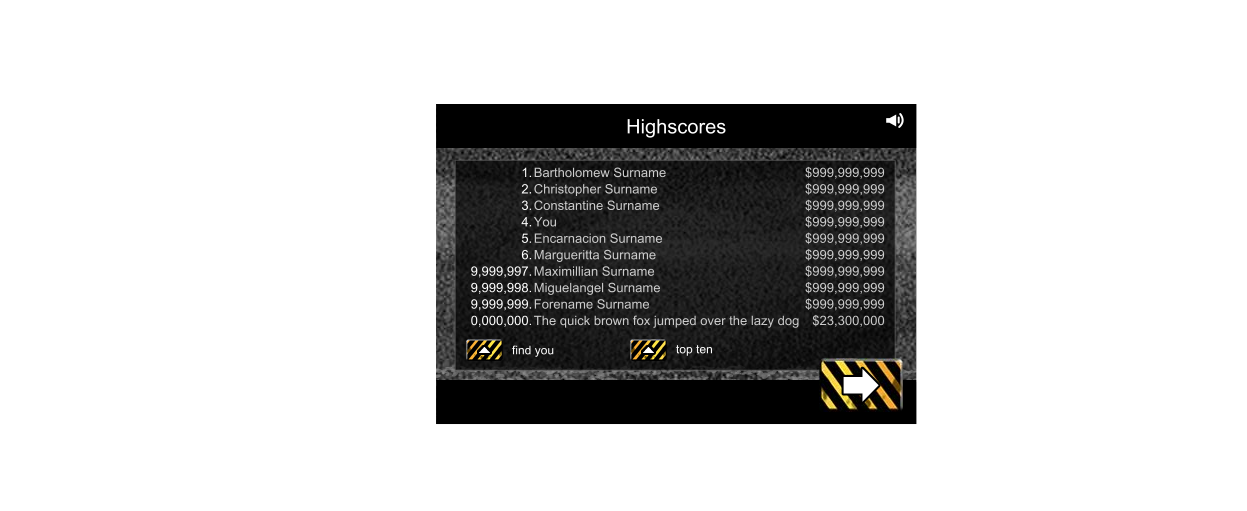 Highscores
1. Bartholomew Surname $999,999,999
2. Christopher Surname $999,999,999
3. Constantine Surname $999,999,999
4. You $999,999,999
5. Encarnacion Surname $999,999,999
6. Margueritta Surname $999,999,999
9,999,997. Maximillian Surname $999,999,999
9,999,998. Miguelangel Surname $999,999,999
9,999,999. Forename Surname $999,999,999
0,000,000. The quick brown fox jumped over the lazy dog $23,300,000
find you top ten